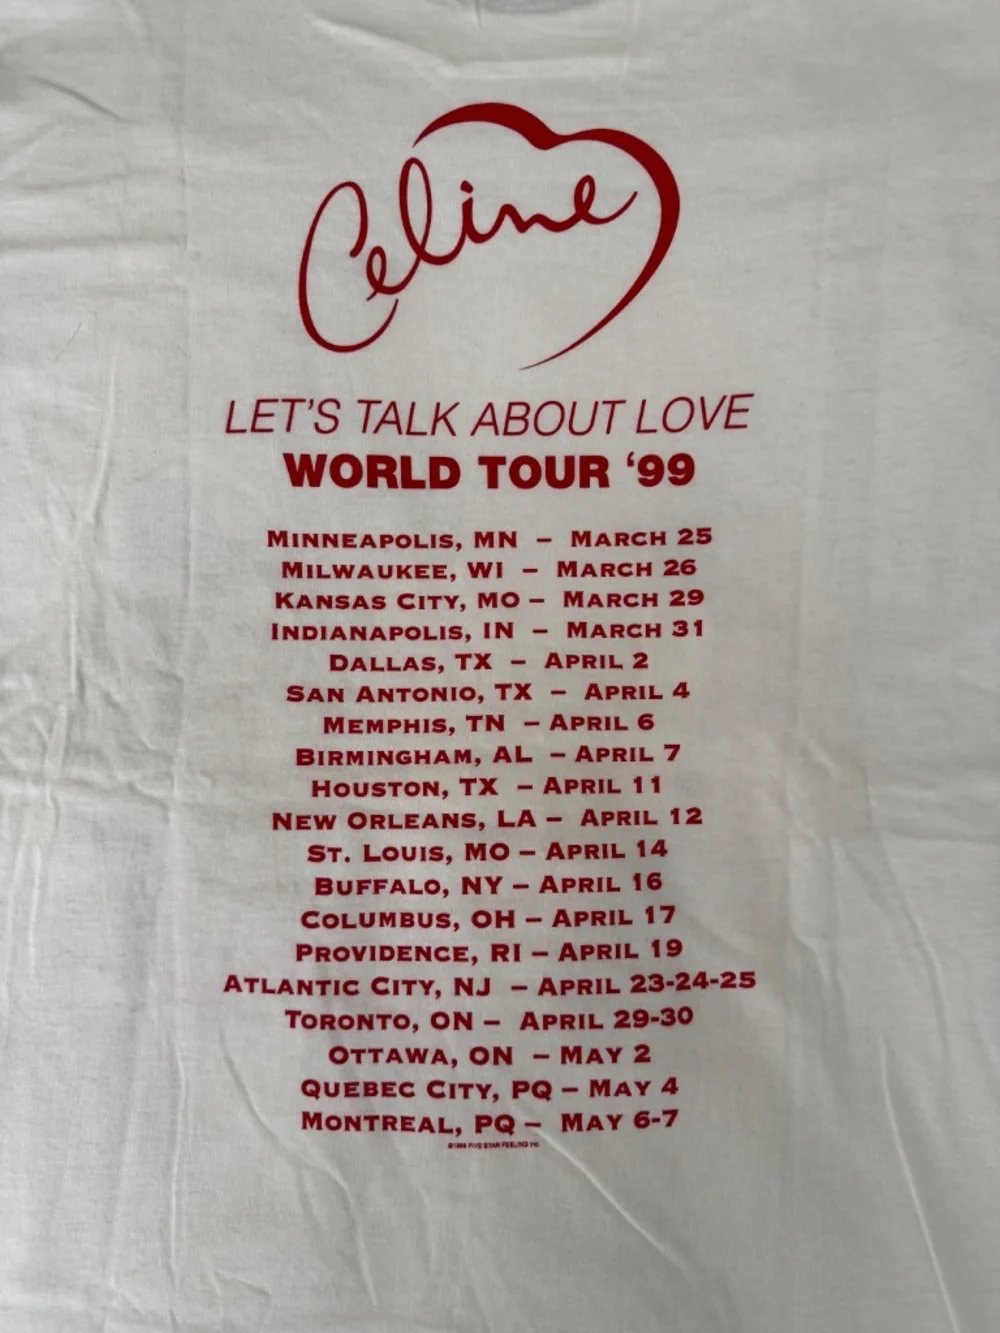 Celine
LET'S TALK ABOUT LOVE
WORLD TOUR '99
MINNEAPOLIS, MN – MARCH 25
MILWAUKEE, WI – MARCH 26
KANSAS CITY, MO – MARCH 29
INDIANAPOLIS, IN – MARCH 31
DALLAS, TX – APRIL 2
SAN ANTONIO, TX – APRIL 4
MEMPHIS, TN – APRIL 6
BIRMINGHAM, AL – APRIL 7
HOUSTON, TX – APRIL 11
NEW ORLEANS, LA – APRIL 12
ST. LOUIS, MO – APRIL 14
BUFFALO, NY – APRIL 16
COLUMBUS, OH – APRIL 17
PROVIDENCE, RI – APRIL 19
ATLANTIC CITY, NJ – APRIL 23-24-25
TORONTO, ON – APRIL 29-30
OTTAWA, ON – MAY 2
QUEBEC CITY, PQ – MAY 4
MONTREAL, PQ – MAY 6-7
FIVE STAR FEELING